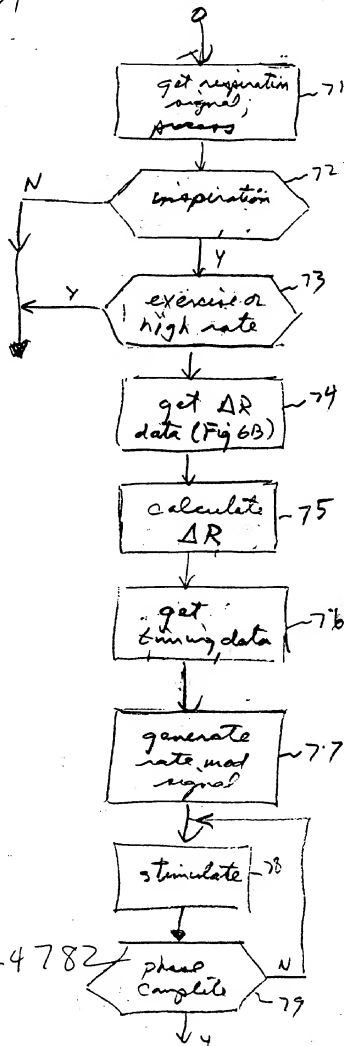 get respiration
signal;
process
71
inspiration
72
N
Y
exercise or
high rate
73
Y
get ΔR
data (Fig 6B)
74
calculate
ΔR
75
get
timing data
76
generate
rate mod
signal
77
stimulate
78
4782
phase
complete
N
79
Y